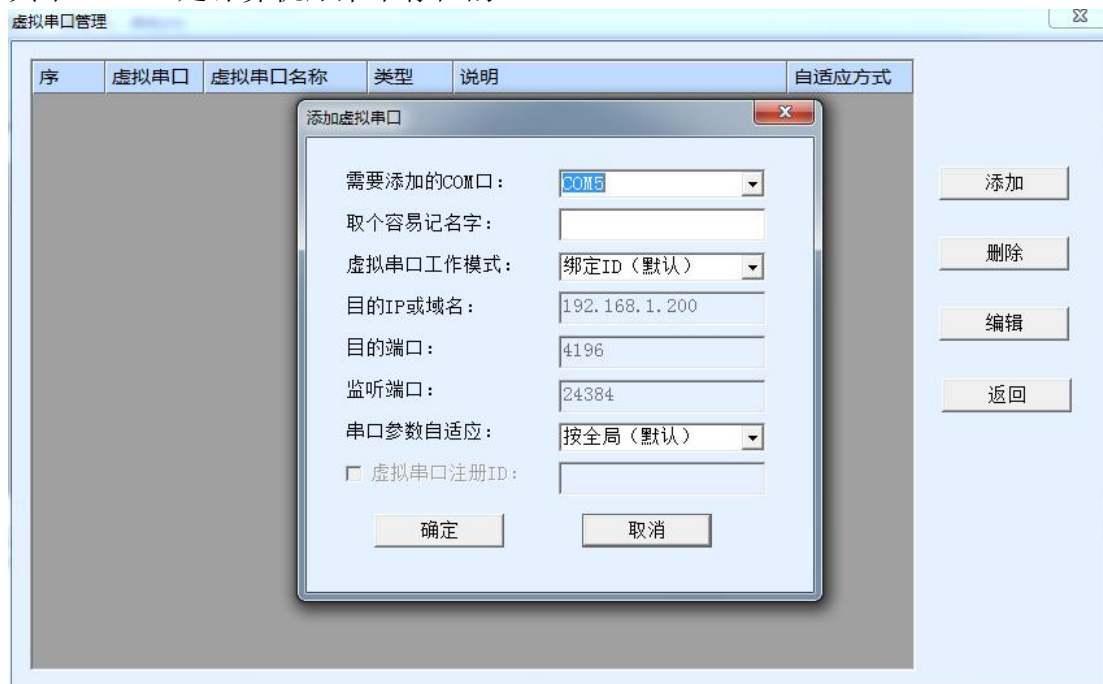 虚拟串口管理
序 虚拟串口 虚拟串口名称 类型 说明 自适应方式
添加虚拟串口
需要添加的COM口： COM5
取个容易记名字：
虚拟串口工作模式： 绑定ID（默认）
目的IP或域名： 192.168.1.200
目的端口： 4196
监听端口： 24384
串口参数自适应： 按全局（默认）
虚拟串口注册ID：
确定 取消
添加
删除
编辑
返回